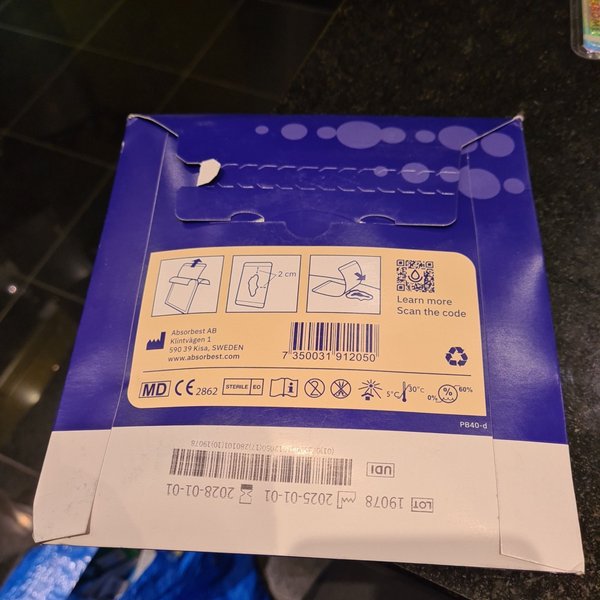 2 cm
Learn more
Scan the code
Absorbest AB
Klintvägen 1
590 39 Kisa, SWEDEN
www.absorbest.com
7 350031 912050
MD CE 2862 STERILE EO
5°C 30°C
0% % 60%
PB40-d
LOT 19078 2025-01-01 2028-01-01
UDI